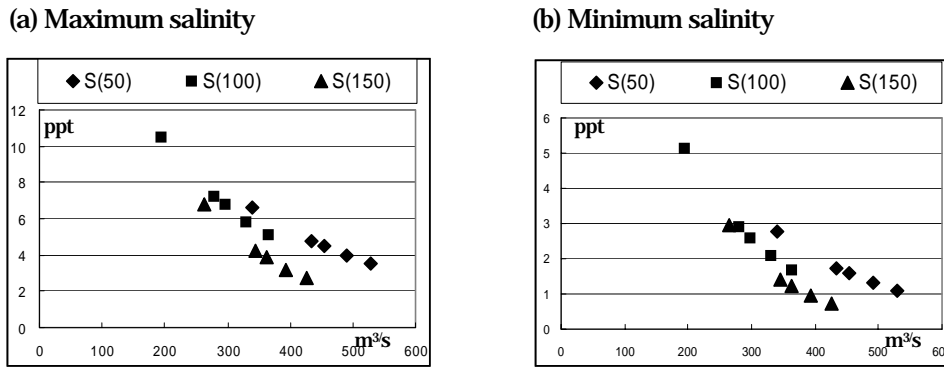 (a) Maximum salinity
S(50) S(100) S(150)
12
ppt
10
8
6
4
2
0
m³/s
0 100 200 300 400 500 600
(b) Minimum salinity
S(50) S(100) S(150)
6
ppt
5
4
3
2
1
0
m³/s
0 100 200 300 400 500 60